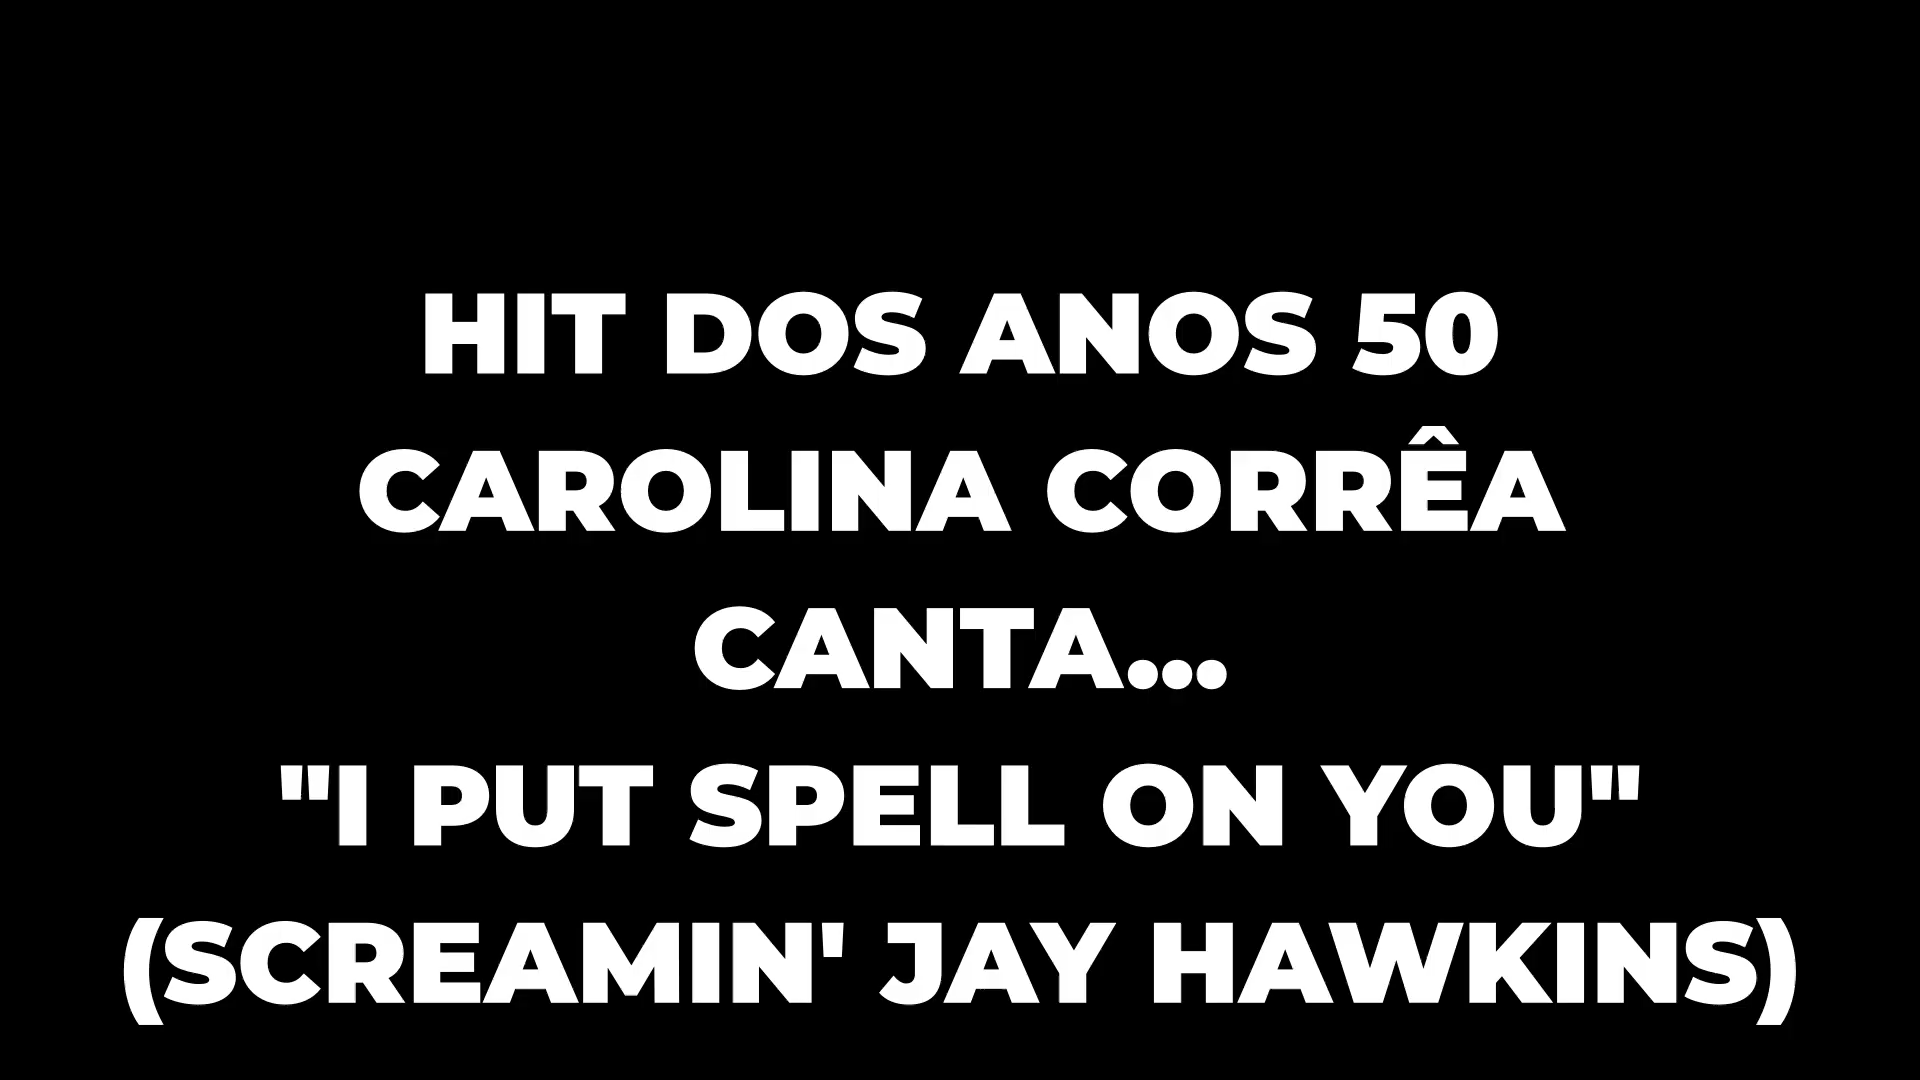 HIT DOS ANOS 50
CAROLINA CORRÊA
CANTA...
"I PUT SPELL ON YOU"
(SCREAMIN' JAY HAWKINS)